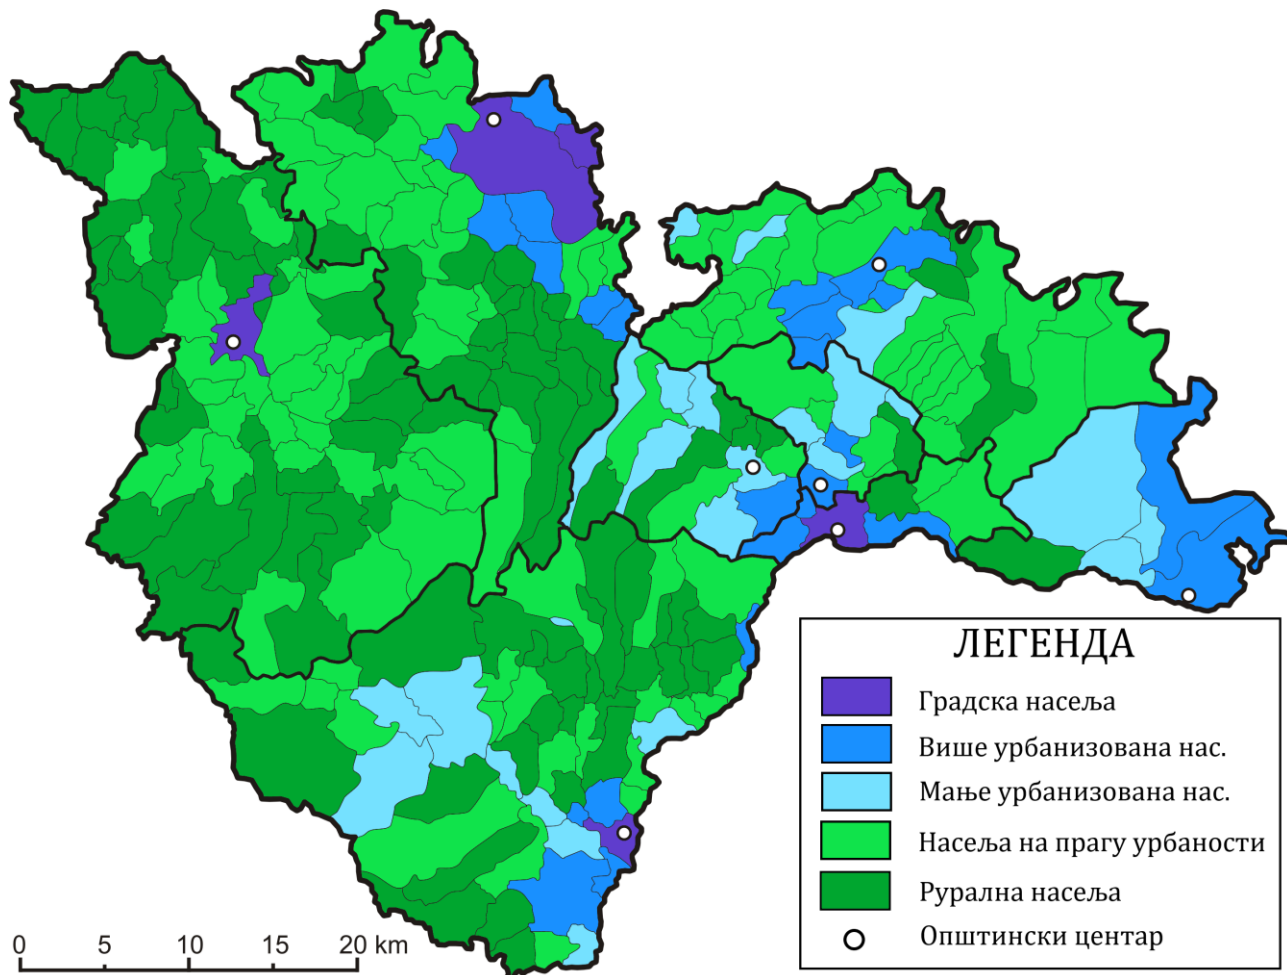 ЛЕГЕНДА
Градска насеља
Више урбанизована нас.
Мање урбанизована нас.
Насеља на прагу урбаности
Рурална насеља
Општински центар
0 5 10 15 20 km